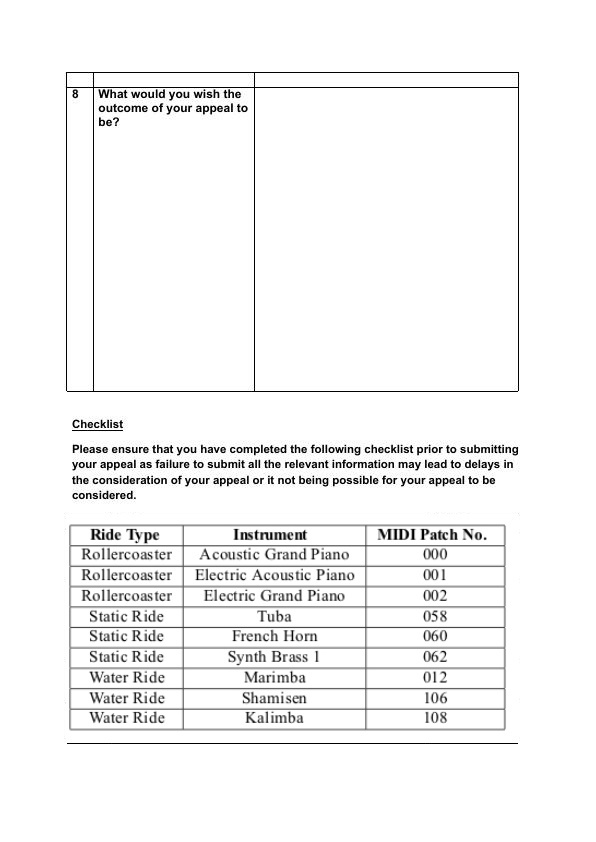 8 What would you wish the
outcome of your appeal to
be?
Checklist
Please ensure that you have completed the following checklist prior to submitting
your appeal as failure to submit all the relevant information may lead to delays in
the consideration of your appeal or it not being possible for your appeal to be
considered.
Ride Type Instrument MIDI Patch No.
Rollercoaster Acoustic Grand Piano 000
Rollercoaster Electric Acoustic Piano 001
Rollercoaster Electric Grand Piano 002
Static Ride Tuba 058
Static Ride French Horn 060
Static Ride Synth Brass 1 062
Water Ride Marimba 012
Water Ride Shamisen 106
Water Ride Kalimba 108